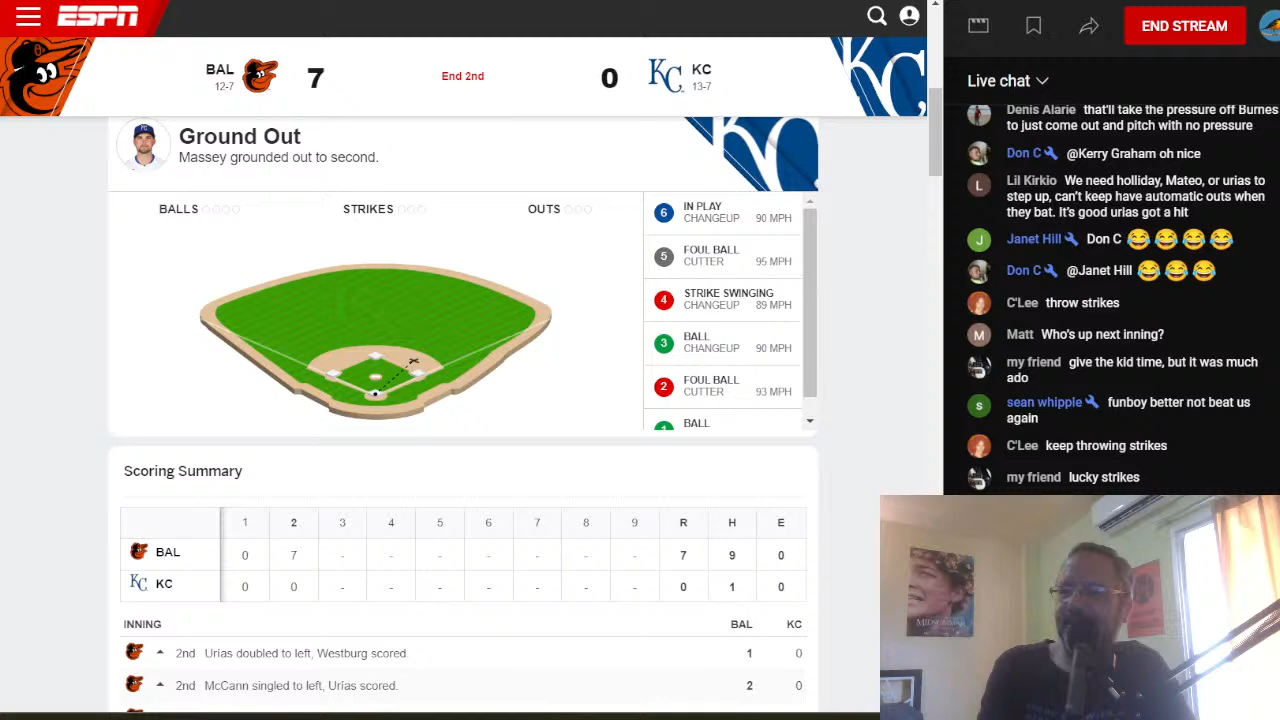 ESPN
END STREAM
BAL
12-7
7
End 2nd
0
KC
KC
13-7
Live chat
Denis Alarie that'll take the pressure off Burnes
to just come out and pitch with no pressure
Don C @Kerry Graham oh nice
L Lil Kirkio We need holliday, Mateo, or urias to
step up, can't keep have automatic outs when
they bat. It's good urias got a hit
J Janet Hill Don C 😂😂😂😂
Don C @Janet Hill 😂😂😂
C'Lee throw strikes
M Matt Who's up next inning?
my friend give the kid time, but it was much
ado
s sean whipple funboy better not beat us
again
C'Lee keep throwing strikes
my friend lucky strikes
Ground Out
Massey grounded out to second.
BALLS STRIKES OUTS
6 IN PLAY
CHANGEUP 90 MPH
5 FOUL BALL
CUTTER 95 MPH
4 STRIKE SWINGING
CHANGEUP 89 MPH
3 BALL
CHANGEUP 90 MPH
2 FOUL BALL
CUTTER 93 MPH
1 BALL
Scoring Summary
1 2 3 4 5 6 7 8 9 R H E
BAL 0 7 - - - - - - - 7 9 0
KC KC 0 0 - - - - - - - 0 1 0
INNING BAL KC
2nd Urías doubled to left, Westburg scored. 1 0
2nd McCann singled to left, Urías scored. 2 0